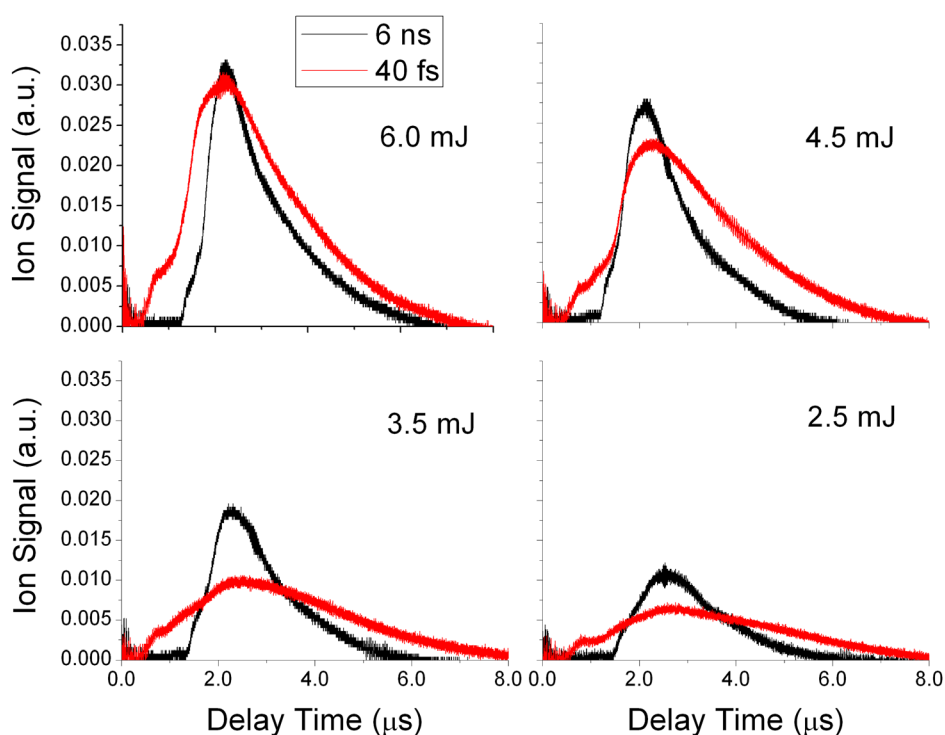 6 ns
40 fs
6.0 mJ
4.5 mJ
Ion Signal (a.u.)
0.035
0.030
0.025
0.020
0.015
0.010
0.005
0.000
3.5 mJ
2.5 mJ
Ion Signal (a.u.)
0.035
0.030
0.025
0.020
0.015
0.010
0.005
0.000
0.0 2.0 4.0 6.0 8.0
0.0 2.0 4.0 6.0 8.0
Delay Time (μs)
Delay Time (μs)